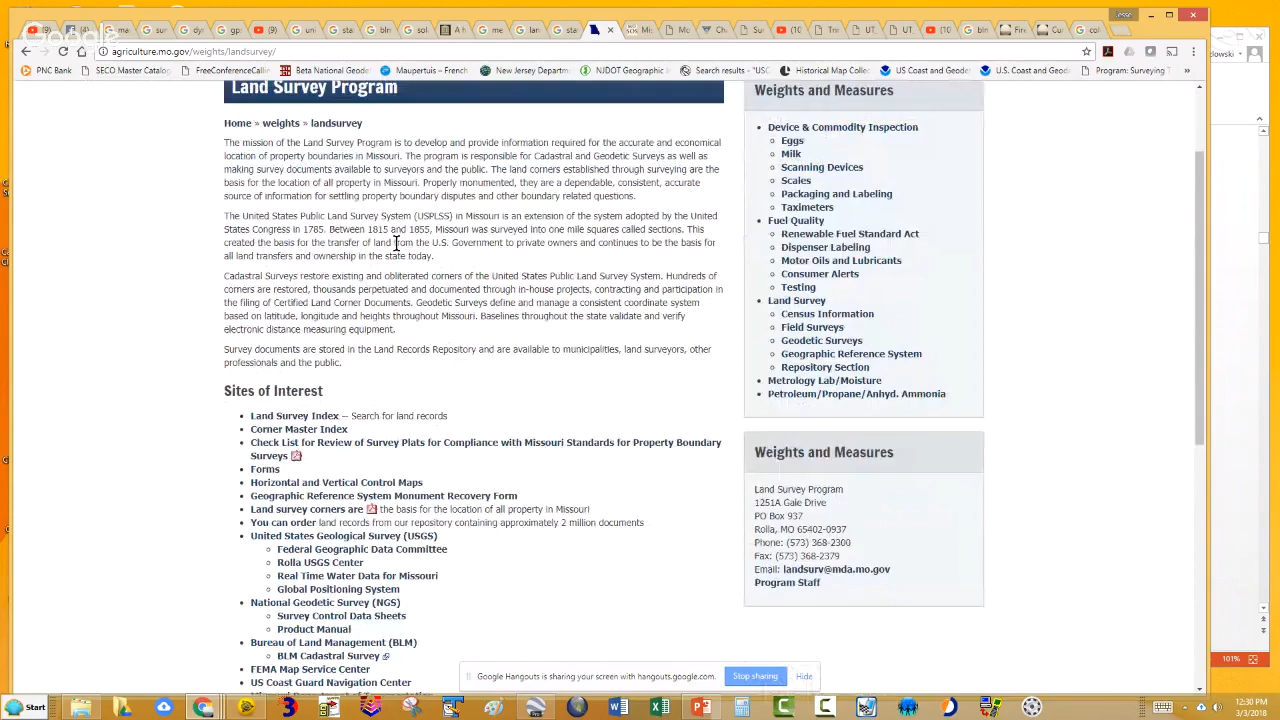 Jesse
agriculture.mo.gov/weights/landsurvey/
PNC Bank SECO Master Catalog FreeConferenceCalling Beta National Geode Maupertuis – French New Jersey Departm NJDOT Geographic I Search results - "USC Historical Map Collec US Coast and Geode U.S. Coast and Geod Program: Surveying T
Land Survey Program
Home » weights » landsurvey
The mission of the Land Survey Program is to develop and provide information required for the accurate and economical
location of property boundaries in Missouri. The program is responsible for Cadastral and Geodetic Surveys as well as
making survey documents available to surveyors and the public. The land corners established through surveying are the
basis for the location of all property in Missouri. Properly monumented, they are a dependable, consistent, accurate
source of information for settling property boundary disputes and other boundary related questions.
The United States Public Land Survey System (USPLSS) in Missouri is an extension of the system adopted by the United
States Congress in 1785. Between 1815 and 1855, Missouri was surveyed into one mile squares called sections. This
created the basis for the transfer of land from the U.S. Government to private owners and continues to be the basis for
all land transfers and ownership in the state today.
Cadastral Surveys restore existing and obliterated corners of the United States Public Land Survey System. Hundreds of
corners are restored, thousands perpetuated and documented through in-house projects, contracting and participation in
the filing of Certified Land Corner Documents. Geodetic Surveys define and manage a consistent coordinate system
based on latitude, longitude and heights throughout Missouri. Baselines throughout the state validate and verify
electronic distance measuring equipment.
Survey documents are stored in the Land Records Repository and are available to municipalities, land surveyors, other
professionals and the public.
Sites of Interest
Land Survey Index -- Search for land records
Corner Master Index
Check List for Review of Survey Plats for Compliance with Missouri Standards for Property Boundary
Surveys
Forms
Horizontal and Vertical Control Maps
Geographic Reference System Monument Recovery Form
Land survey corners are the basis for the location of all property in Missouri
You can order land records from our repository containing approximately 2 million documents
United States Geological Survey (USGS)
Federal Geographic Data Committee
Rolla USGS Center
Real Time Water Data for Missouri
Global Positioning System
National Geodetic Survey (NGS)
Survey Control Data Sheets
Product Manual
Bureau of Land Management (BLM)
BLM Cadastral Survey
FEMA Map Service Center
US Coast Guard Navigation Center
Weights and Measures
Device & Commodity Inspection
Eggs
Milk
Scanning Devices
Scales
Packaging and Labeling
Taximeters
Fuel Quality
Renewable Fuel Standard Act
Dispenser Labeling
Motor Oils and Lubricants
Consumer Alerts
Testing
Land Survey
Census Information
Field Surveys
Geodetic Surveys
Geographic Reference System
Repository Section
Metrology Lab/Moisture
Petroleum/Propane/Anhyd. Ammonia
Weights and Measures
Land Survey Program
1251A Gale Drive
PO Box 937
Rolla, MO 65402-0937
Phone: (573) 368-2300
Fax: (573) 368-2379
Email: landsurv@mda.mo.gov
Program Staff
Google Hangouts is sharing your screen with hangouts.google.com. Stop sharing Hide
101%
Start
12:30 PM
3/3/2018